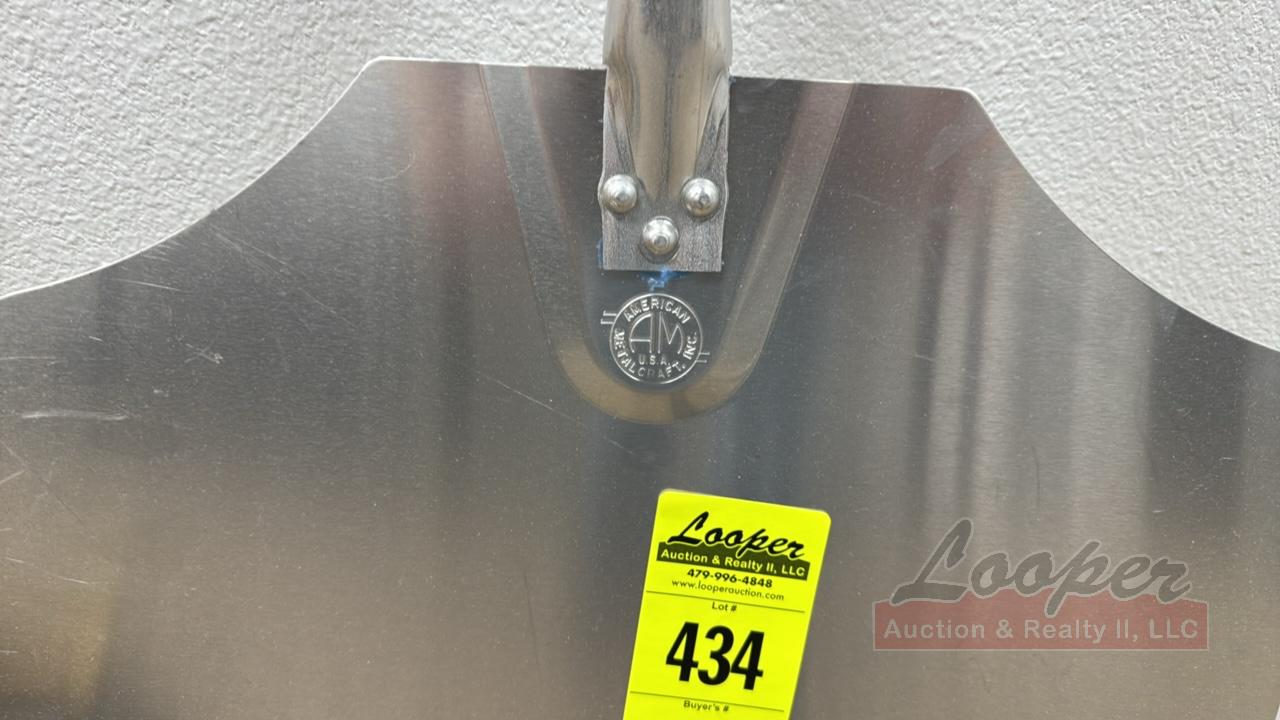 AMERICAN
AM
U.S.A.
METALCRAFT, INC.
Looper
Auction & Realty II, LLC
479-996-4848
www.looperauction.com
Lot #
434
Buyer's #
Looper
Auction & Realty II, LLC